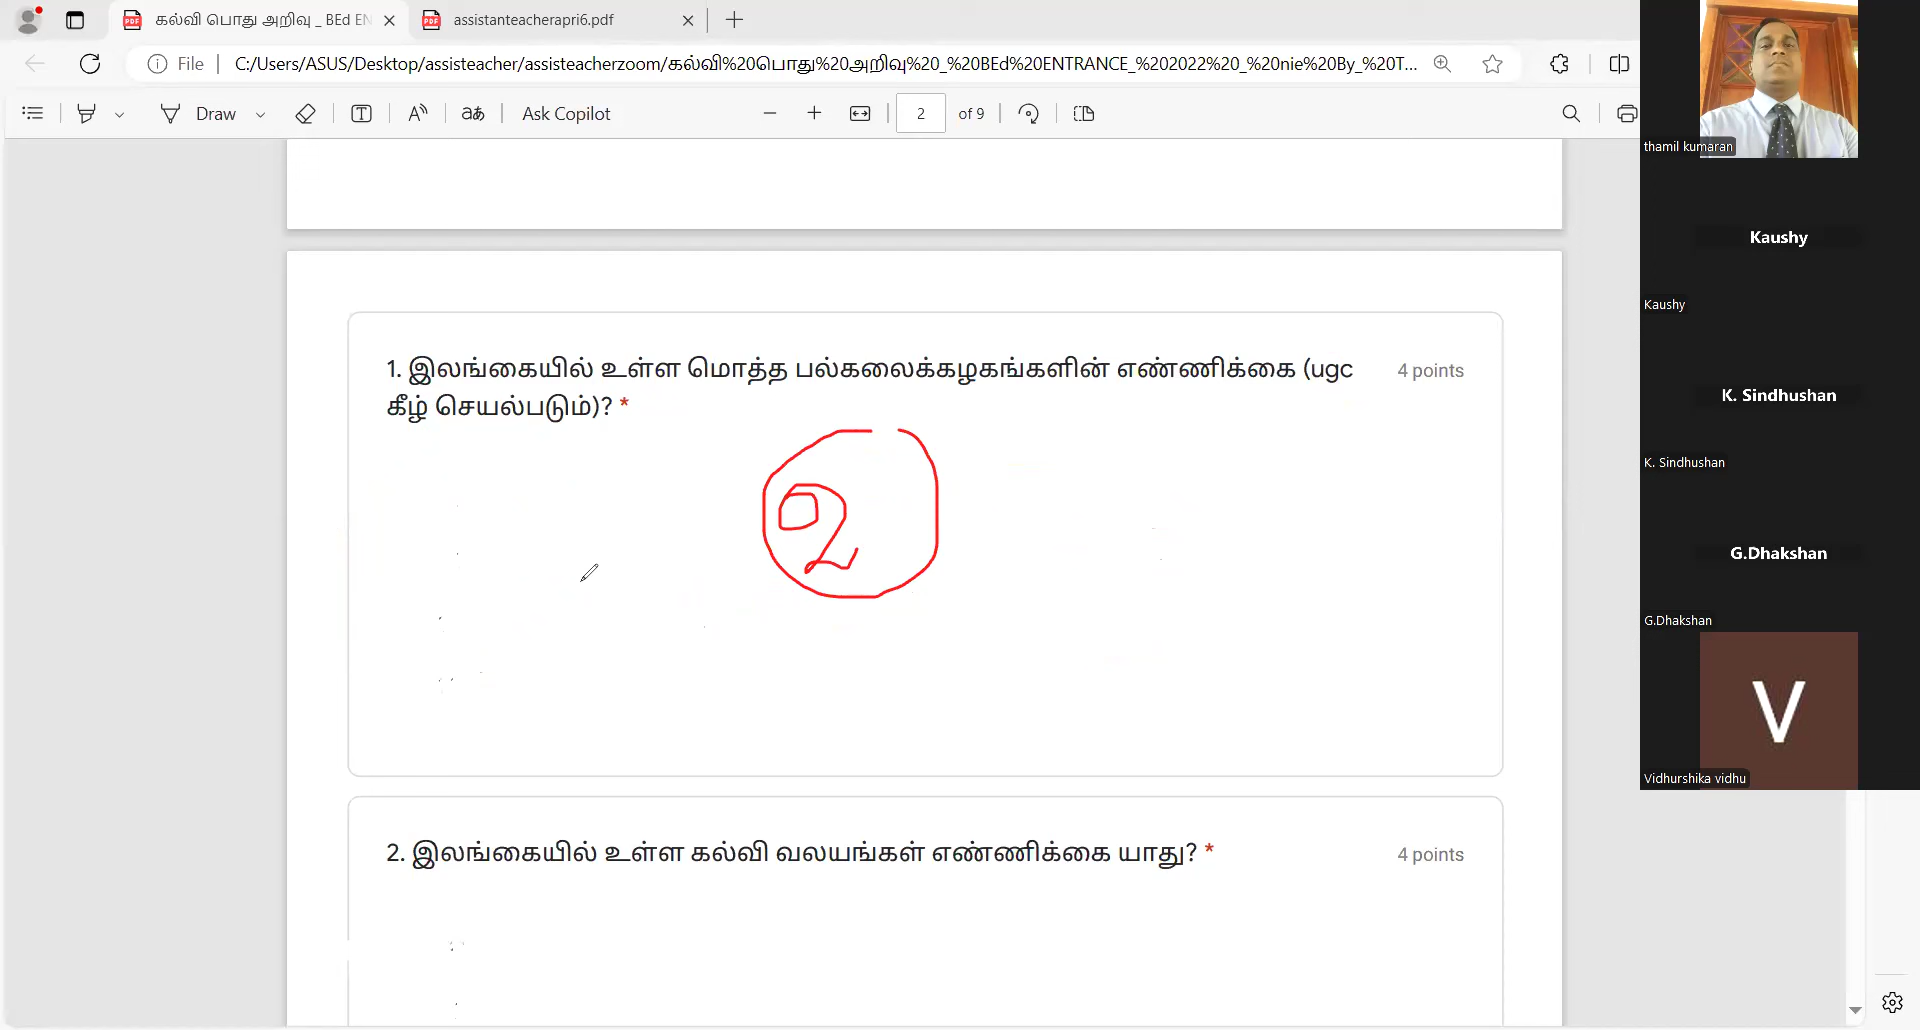 கல்வி பொது அறிவு _ BEd EN
assistanteacherapri6.pdf
File
C:/Users/ASUS/Desktop/assisteacher/assisteacherzoom/கல்வி%20பொது%20அறிவு%20_%20BEd%20ENTRANCE_%202022%20_%20nie%20By_%20T...
Draw
Ask Copilot
2 of 9
thamil kumaran
Kaushy
Kaushy
K. Sindhushan
K. Sindhushan
G.Dhakshan
G.Dhakshan
V
Vidhurshika vidhu
1. இலங்கையில் உள்ள மொத்த பல்கலைக்கழகங்களின் எண்ணிக்கை (ugc 4 points
கீழ் செயல்படும்)? *
2
2. இலங்கையில் உள்ள கல்வி வலயங்கள் எண்ணிக்கை யாது? * 4 points